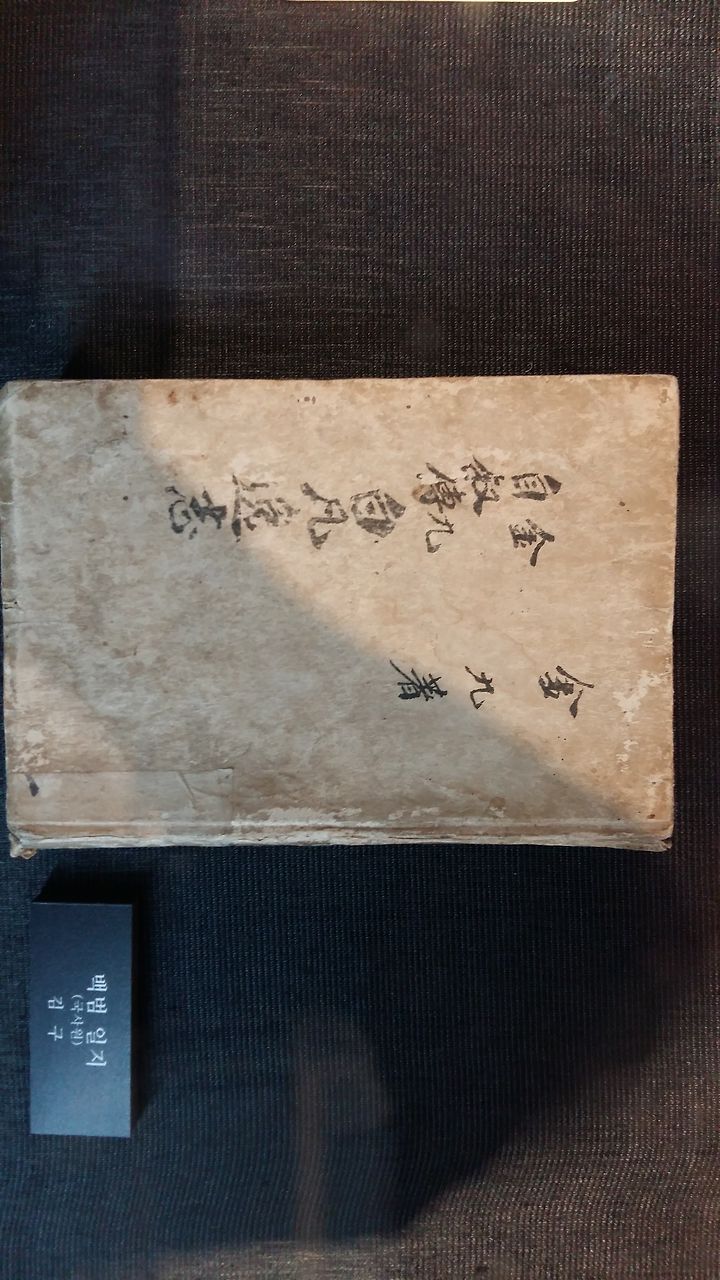 金九著
金九
自叙傳
白凡逸志
백범 일지
(국사원)
김 구